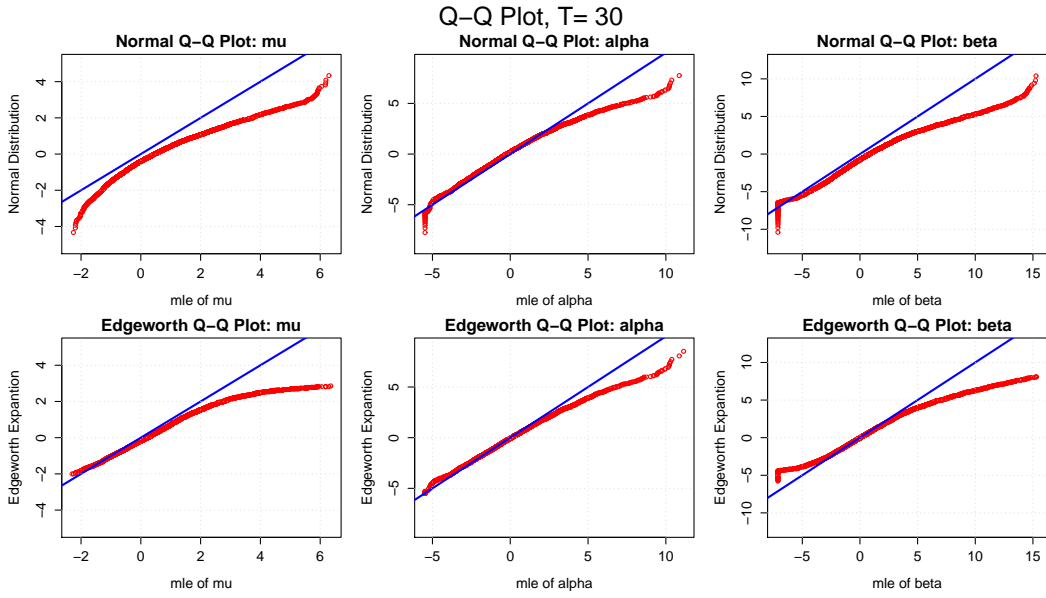 Q−Q Plot, T= 30
Normal Q−Q Plot: mu
Normal Distribution
4
2
0
−2
−4
−2 0 2 4 6
mle of mu
Normal Q−Q Plot: alpha
Normal Distribution
5
0
−5
−5 0 5 10
mle of alpha
Normal Q−Q Plot: beta
Normal Distribution
10
5
0
−5
−10
−5 0 5 10 15
mle of beta
Edgeworth Q−Q Plot: mu
Edgeworth Expantion
4
2
0
−2
−4
−2 0 2 4 6
mle of mu
Edgeworth Q−Q Plot: alpha
Edgeworth Expantion
5
0
−5
−5 0 5 10
mle of alpha
Edgeworth Q−Q Plot: beta
Edgeworth Expantion
10
5
0
−5
−10
−5 0 5 10 15
mle of beta